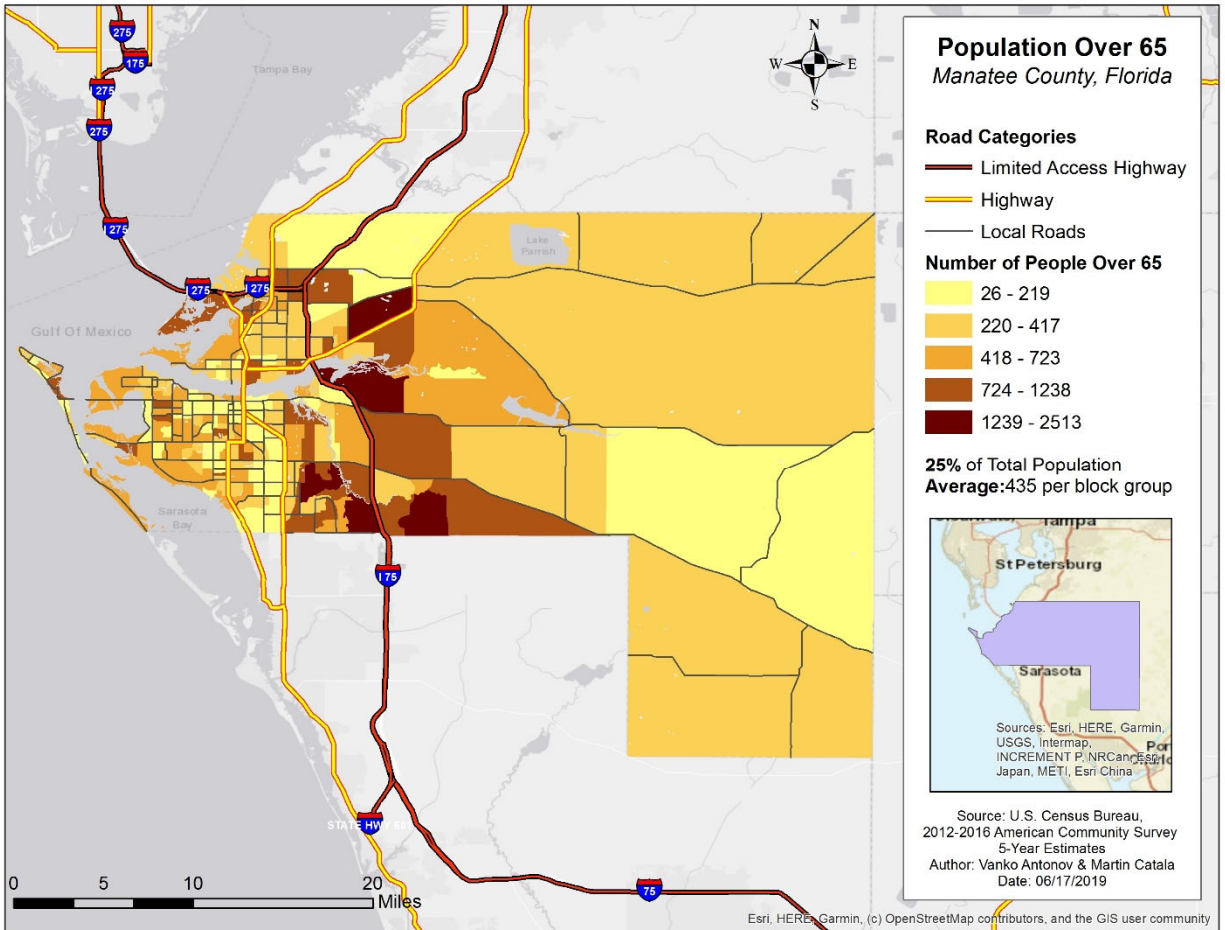 Population Over 65
Manatee County, Florida
Road Categories
Limited Access Highway
Highway
Local Roads
Number of People Over 65
26 - 219
220 - 417
418 - 723
724 - 1238
1239 - 2513
25% of Total Population
Average:435 per block group
Tampa
St Petersburg
Sarasota
Sources: Esri, HERE, Garmin,
USGS, Intermap,
INCREMENT P, NRCan, Esri
Japan, METI, Esri China
Source: U.S. Census Bureau,
2012-2016 American Community Survey
5-Year Estimates
Author: Vanko Antonov & Martin Catala
Date: 06/17/2019
N
W E
S
275
175
275
275
Tampa Bay
275
Lake
Parrish
275
I 275
Gulf Of Mexico
Sarasota
Bay
I 75
STATE HWY
75
0 5 10 20
Miles
Esri, HERE, Garmin, (c) OpenStreetMap contributors, and the GIS user community